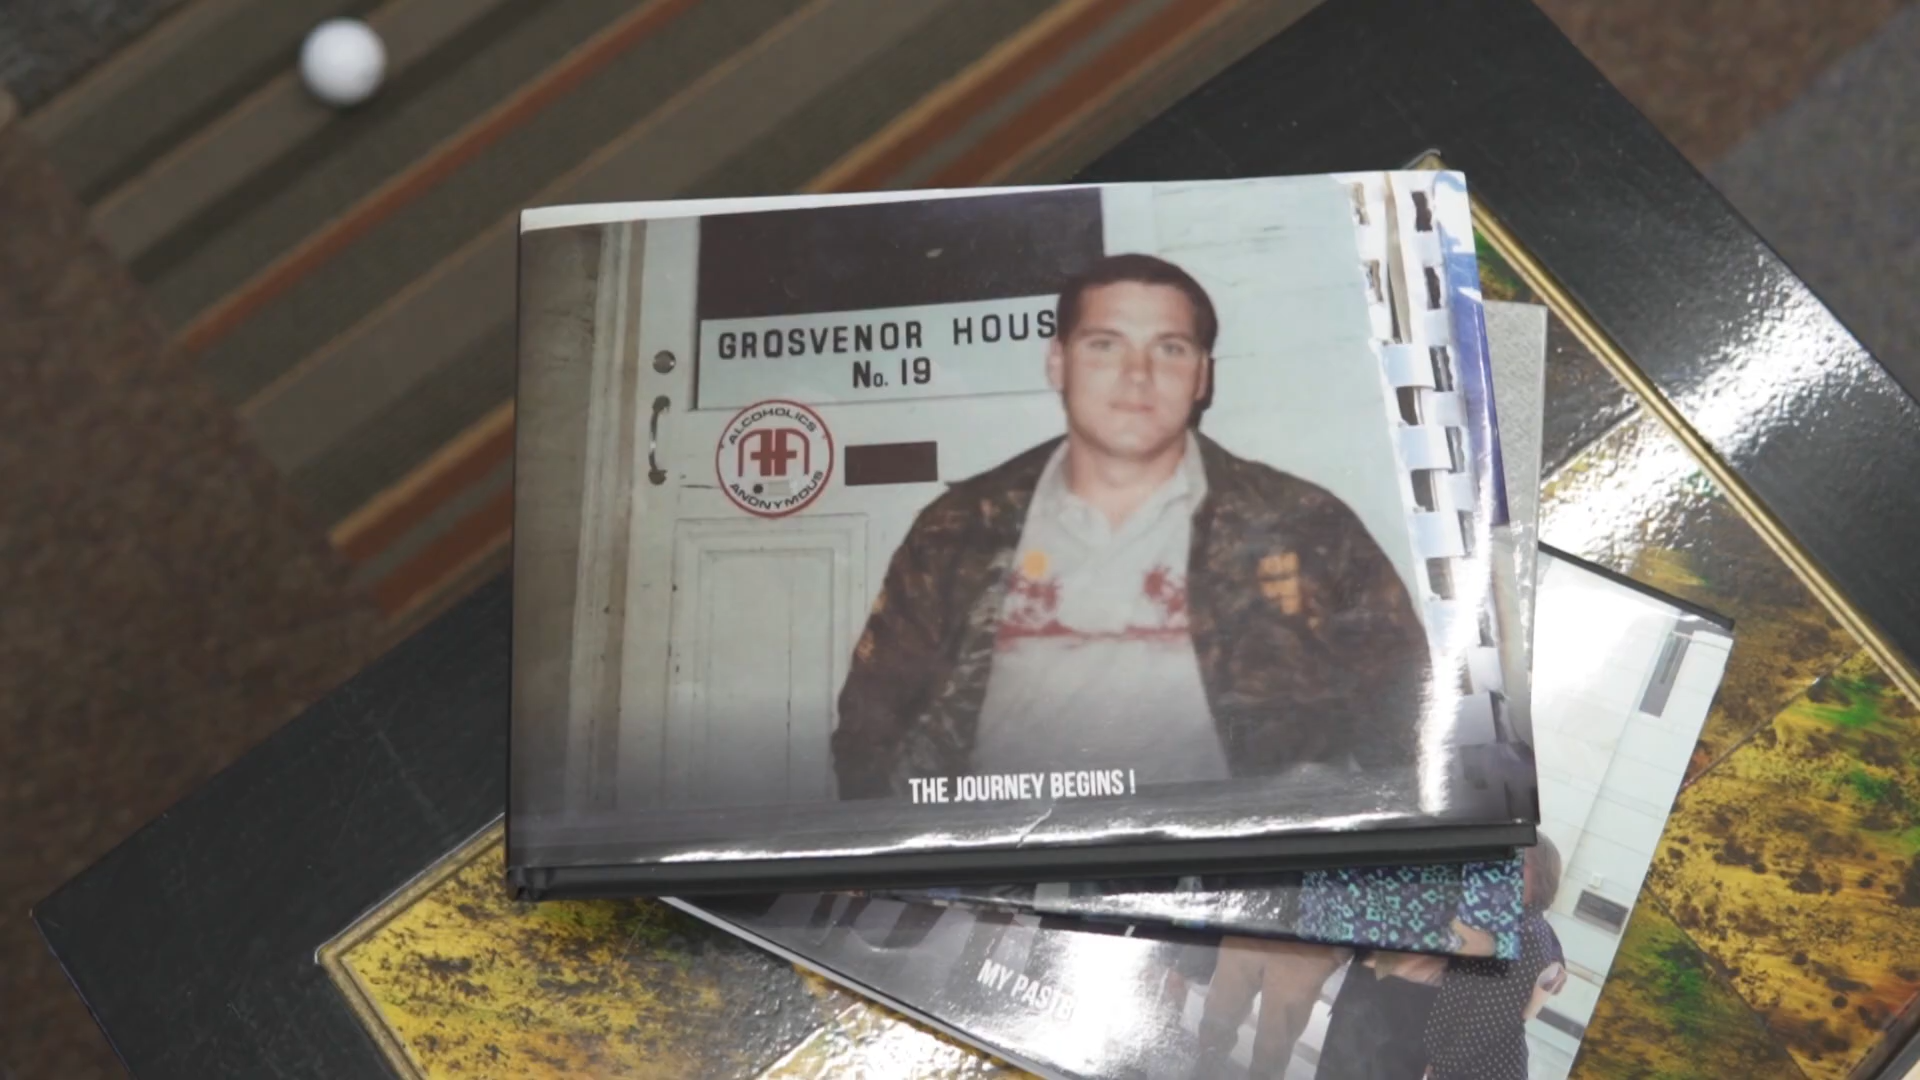 GROSVENOR HOUS
No. 19
ALCOHOLICS
AA
ANONYMOUS
THE JOURNEY BEGINS !
MY PAST